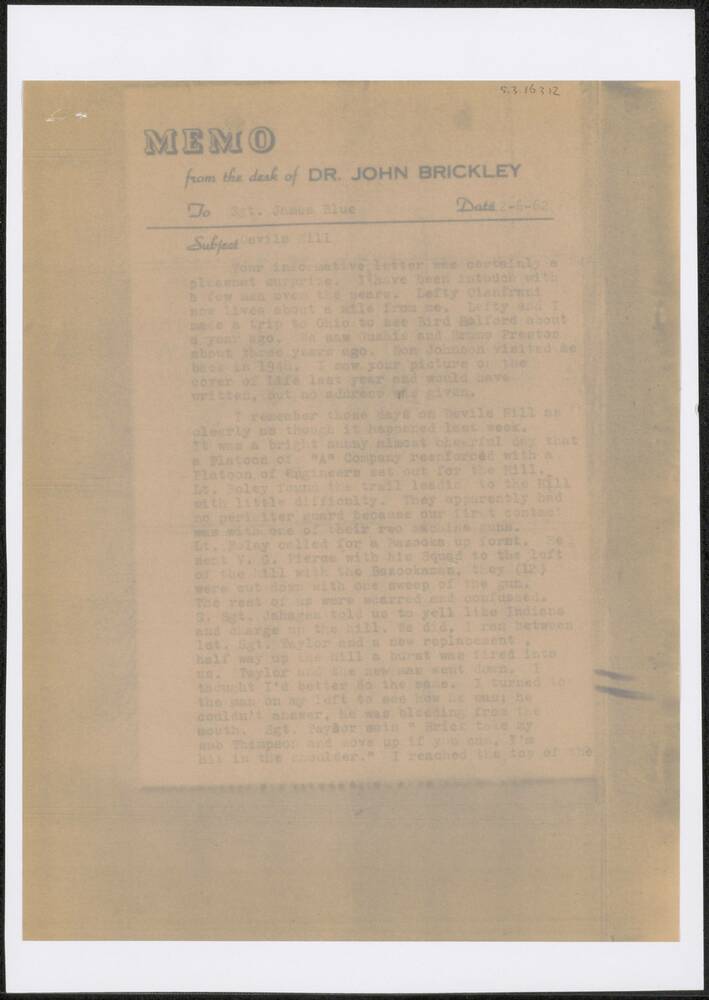 S.3.16312
MEMO
from the desk of DR. JOHN BRICKLEY
To Sgt. James Blue Date 2-6-62
Subject Devils Hill
Your informative letter was certainly a
pleasent surprise. I have been intouch with
a few men over the years. Lefty Cianfrani
now lives about a mile from me. Lefty and I
made a trip to Ohio to see Bird Halford about
a year ago. We saw and Preston
about three years ago. Don Johnson visited me
back in 194 . I saw your picture on the
cover of Life last year and would have
written, but no address was given.
I remember those days on Devils Hill as
clearly as though it happened last week.
It was a bright sunny almost cheerful day that
a Platoon of "A" Company reenforced with a
Platoon of Engineers set out for the Hill.
Lt. Foley found the trail leadin to the Hill
with little difficulty. They apparently had
no perimiter guard because our first contact
was with one of their two machine guns.
Lt. Foley called for a Bazooka up formt. He
sent V. G. Pierce with his Squad to the left
of the hill with the Bazookaman, they (12)
were cut down with one sweep of the gun.
The rest of us were scarred and confuused.
S. Sgt. told us to yell like Indians
and charge up the hill. We did, I ran between
1st. Sgt. Taylor and a new replacement ,
half way up the hill a burst was fired into
us. Taylor and the new man went down. I
thought I'd better do the same. I turned to
the man on my left to see how he was; he
couldn't answer, he was bleeding from the
mouth. Sgt. Taylor said " Brick take my
sub Thimpson and move up if you can, I'm
hit in the shoulder." I reached the top of the